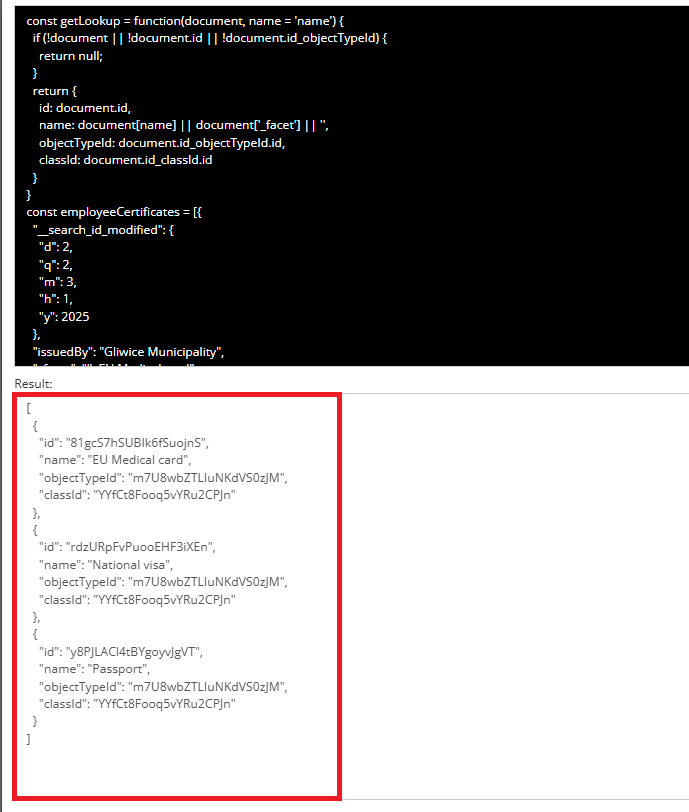 const getLookup = function(document, name = 'name') {
if (!document || !document.id || !document.id_objectTypeId) {
return null;
}
return {
id: document.id,
name: document[name] || document['_facet'] || '',
objectTypeId: document.id_objectTypeId.id,
classId: document.id_classId.id
}
}
const employeeCertificates = [{
"__search_id_modified": {
"d": 2,
"q": 2,
"m": 3,
"h": 1,
"y": 2025
},
"issuedBy": "Gliwice Municipality",
Result:
[
{
"id": "81gcS7hSUBIk6fSuojnS",
"name": "EU Medical card",
"objectTypeId": "m7U8wbZTLIuNKdVS0zJM",
"classId": "YYfCt8Fooq5vYRu2CPJn"
},
{
"id": "rdzURpFvPuooEHF3iXEn",
"name": "National visa",
"objectTypeId": "m7U8wbZTLIuNKdVS0zJM",
"classId": "YYfCt8Fooq5vYRu2CPJn"
},
{
"id": "y8PJLACl4tBYgoyvJgVT",
"name": "Passport",
"objectTypeId": "m7U8wbZTLIuNKdVS0zJM",
"classId": "YYfCt8Fooq5vYRu2CPJn"
}
]